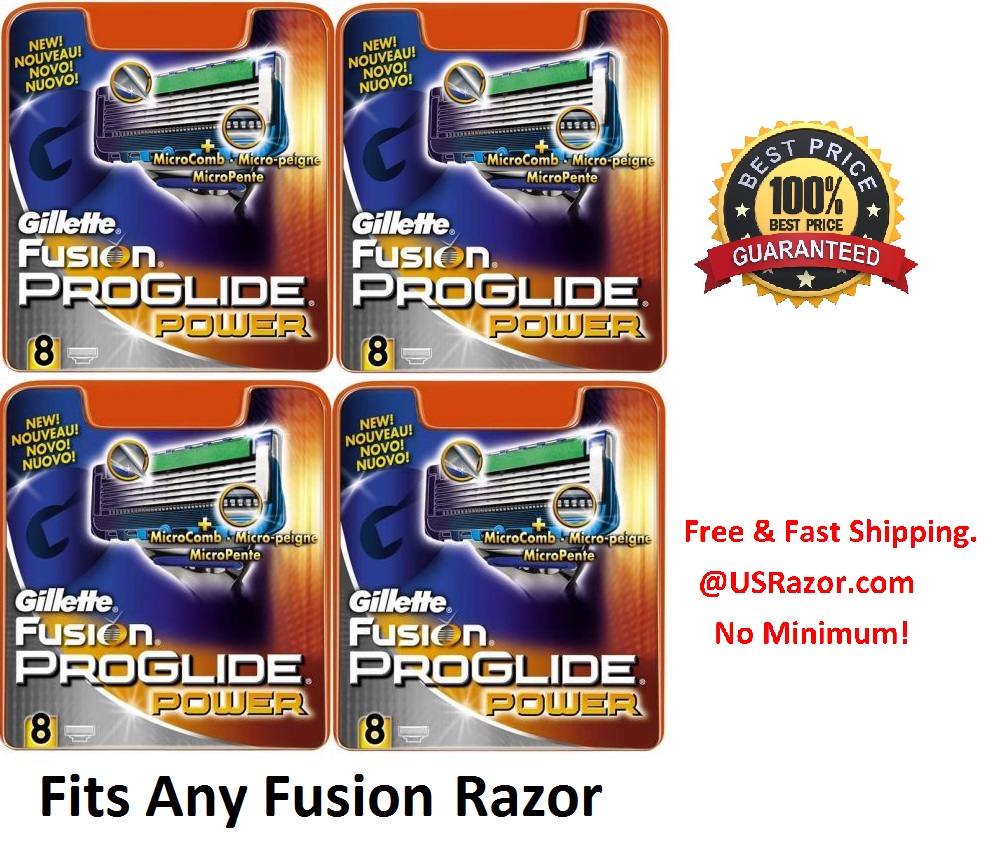 NEW!
NOUVEAU!
NOVO!
NUOVO!
+
MicroComb · Micro-peigne
MicroPente
Gillette®
Fusion®
PROGLIDE®
POWER
8
NEW!
NOUVEAU!
NOVO!
NUOVO!
+
MicroComb · Micro-peigne
MicroPente
Gillette®
Fusion®
PROGLIDE®
POWER
8
BEST PRICE
100%
BEST PRICE
GUARANTEED
NEW!
NOUVEAU!
NOVO!
NUOVO!
+
MicroComb · Micro-peigne
MicroPente
Gillette®
Fusion®
PROGLIDE®
POWER
8
NEW!
NOUVEAU!
NOVO!
NUOVO!
+
MicroComb · Micro-peigne
MicroPente
Gillette®
Fusion®
PROGLIDE®
POWER
8
Free & Fast Shipping.
@USRazor.com
No Minimum!
Fits Any Fusion Razor